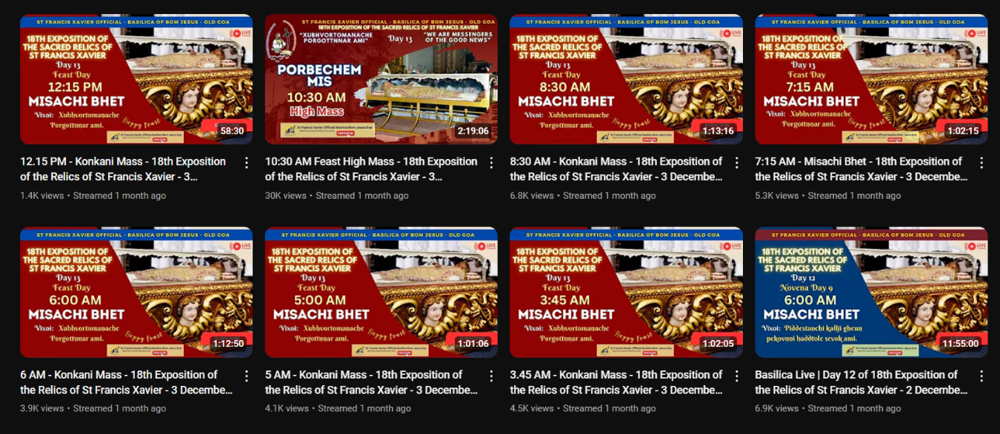 ST FRANCIS XAVIER OFFICIAL - BASILICA OF BOM JESUS - OLD GOA
LIVE
18TH EXPOSITION OF
THE SACRED RELICS OF
ST FRANCIS XAVIER
Day 13
Feast Day
12:15 PM
MISACHI BHET
Vixoi: Xubhvortomanache
Porgottnnar ami.
Happy Feast
58:30
12.15 PM - Konkani Mass - 18th Exposition
of the Relics of St Francis Xavier - 3...
1.4K views • Streamed 1 month ago
ST FRANCIS XAVIER OFFICIAL - BASILICA OF BOM JESUS - OLD GOA
18TH EXPOSITION OF THE SACRED RELICS OF ST FRANCIS XAVIER
"XUBHVORTOMANACHE
PORGOTTNNAR AMI"
Day 13
"WE ARE MESSENGERS
OF THE GOOD NEWS"
PORBECHEM
MIS
10:30 AM
High Mass
St Francis Xavier Official Basilica Bom Jesus Goa
SUBSCRIBE
2:19:06
10:30 AM Feast High Mass - 18th Exposition
of the Relics of St Francis Xavier - 3...
30K views • Streamed 1 month ago
ST FRANCIS XAVIER OFFICIAL - BASILICA OF BOM JESUS - OLD GOA
LIVE
18TH EXPOSITION OF
THE SACRED RELICS OF
ST FRANCIS XAVIER
Day 13
Feast Day
8:30 AM
MISACHI BHET
Vixoi: Xubhvortomanache
Porgottnnar ami.
Happy Feast
1:13:16
8:30 AM - Konkani Mass - 18th Exposition of
the Relics of St Francis Xavier - 3 Decembe...
6.8K views • Streamed 1 month ago
ST FRANCIS XAVIER OFFICIAL - BASILICA OF BOM JESUS - OLD GOA
LIVE
18TH EXPOSITION OF
THE SACRED RELICS OF
ST FRANCIS XAVIER
Day 13
Feast Day
7:15 AM
MISACHI BHET
Vixoi: Xubhvortomanache
Porgottnnar ami.
Happy Feast
1:02:15
7:15 AM - Misachi Bhet - 18th Exposition of
the Relics of St Francis Xavier - 3 Decembe...
5.3K views • Streamed 1 month ago
ST FRANCIS XAVIER OFFICIAL - BASILICA OF BOM JESUS - OLD GOA
LIVE
18TH EXPOSITION OF
THE SACRED RELICS OF
ST FRANCIS XAVIER
Day 13
Feast Day
6:00 AM
MISACHI BHET
Vixoi: Xubhvortomanache
Porgottnnar ami.
Happy Feast
1:12:50
6 AM - Konkani Mass - 18th Exposition of
the Relics of St Francis Xavier - 3 Decembe...
3.9K views • Streamed 1 month ago
ST FRANCIS XAVIER OFFICIAL - BASILICA OF BOM JESUS - OLD GOA
LIVE
18TH EXPOSITION OF
THE SACRED RELICS OF
ST FRANCIS XAVIER
Day 13
Feast Day
5:00 AM
MISACHI BHET
Vixoi: Xubhvortomanache
Porgottnnar ami.
Happy Feast
1:01:06
5 AM - Konkani Mass - 18th Exposition of
the Relics of St Francis Xavier - 3 Decembe...
4.1K views • Streamed 1 month ago
ST FRANCIS XAVIER OFFICIAL - BASILICA OF BOM JESUS - OLD GOA
LIVE
18TH EXPOSITION OF
THE SACRED RELICS OF
ST FRANCIS XAVIER
Day 13
Feast Day
3:45 AM
MISACHI BHET
Vixoi: Xubhvortomanache
Porgottnnar ami.
Happy Feast
1:02:05
3.45 AM - Konkani Mass - 18th Exposition of
the Relics of St Francis Xavier - 3 Decembe...
4.5K views • Streamed 1 month ago
ST FRANCIS XAVIER OFFICIAL - BASILICA OF BOM JESUS - OLD GOA
LIVE
18TH EXPOSITION OF
THE SACRED RELICS OF
ST FRANCIS XAVIER
Day 12
Novena Day 9
6:00 AM
MISACHI BHET
Vixoi: Piddestanchi kallji gheun
pekovnni haddtole sevok ami.
11:55:00
Basilica Live | Day 12 of 18th Exposition of
the Relics of St Francis Xavier - 2 Decembe...
6.9K views • Streamed 1 month ago